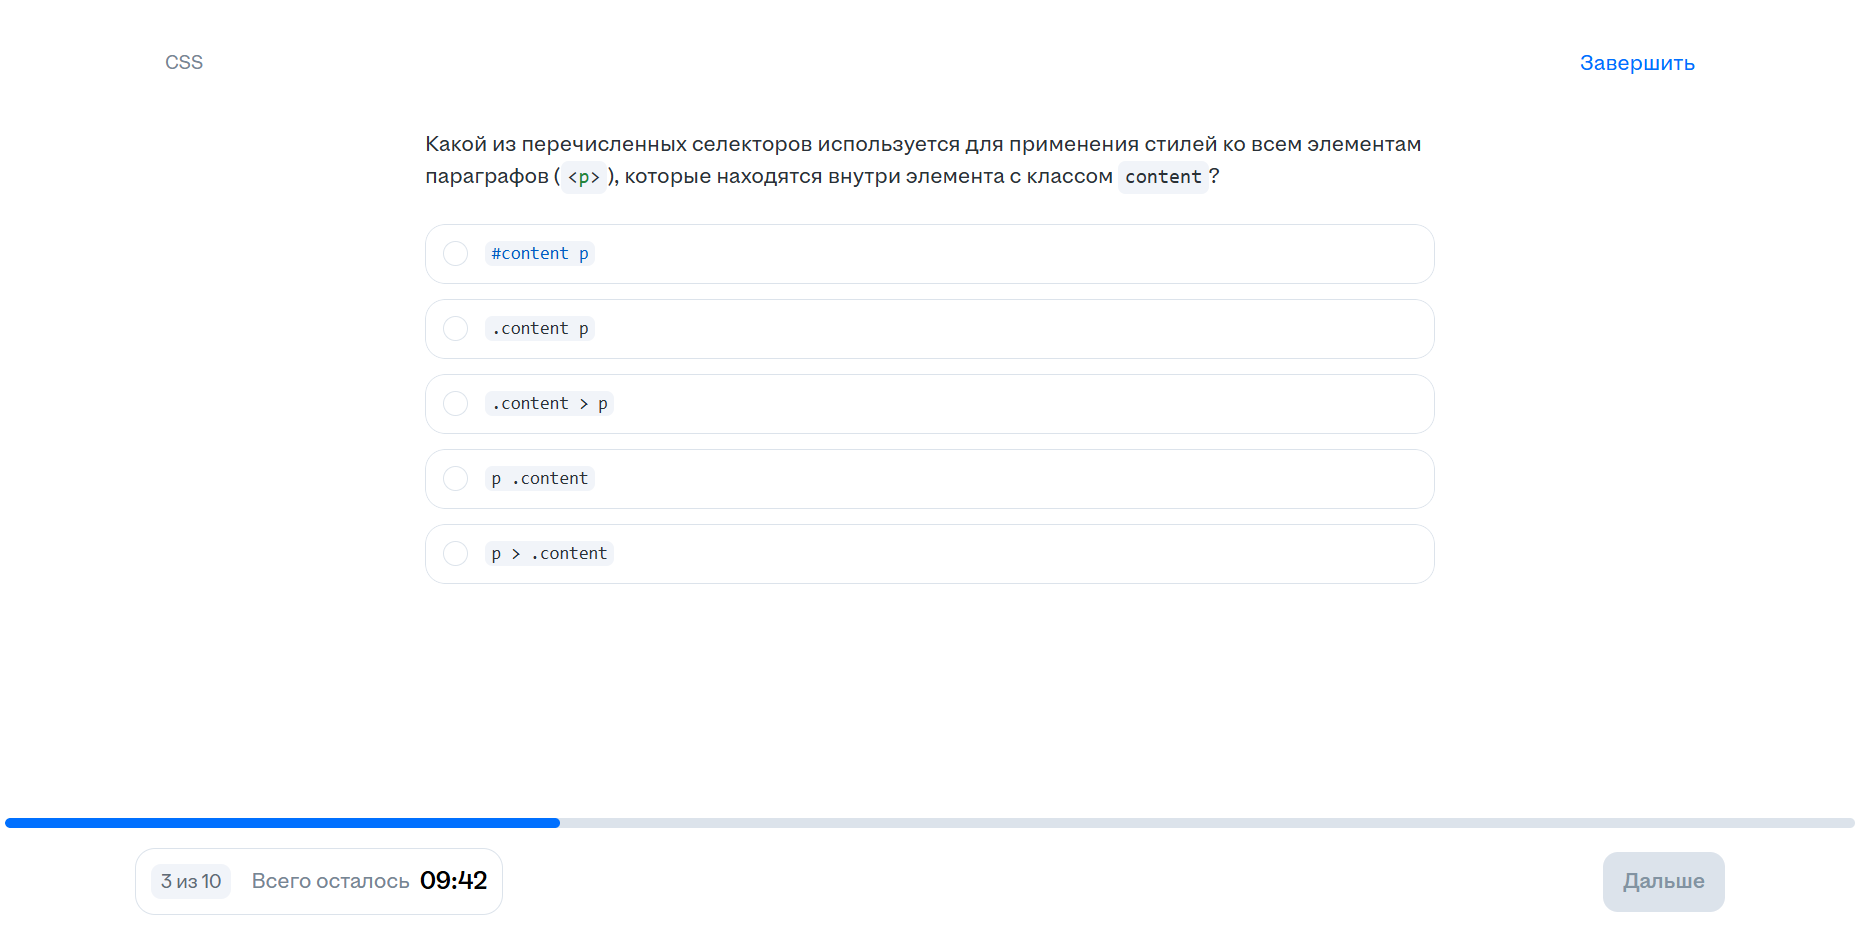 CSS
Завершить
Какой из перечисленных селекторов используется для применения стилей ко всем элементам
параграфов (<p>), которые находятся внутри элемента с классом content?
#content p
.content p
.content > p
p .content
p > .content
3 из 10 Всего осталось 09:42
Дальше